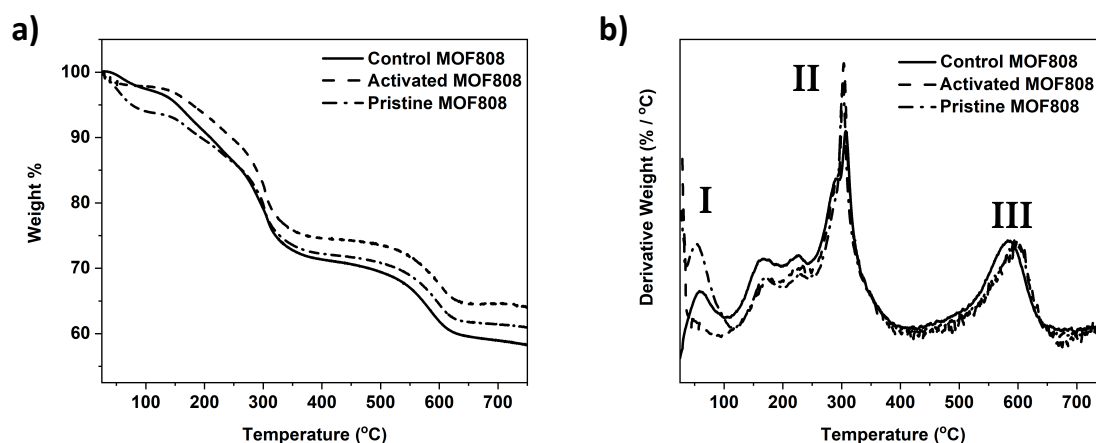 a)
Control MOF808
Activated MOF808
Pristine MOF808
100
90
80
70
60
Weight %
100 200 300 400 500 600 700
Temperature (°C)
b)
Control MOF808
Activated MOF808
Pristine MOF808
I
II
III
Derivative Weight (% / °C)
100 200 300 400 500 600 700
Temperature (°C)